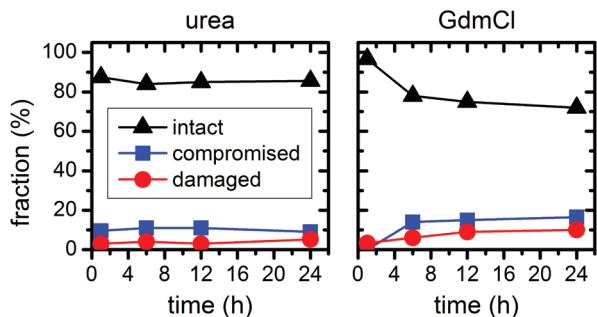 urea
GdmCl
fraction (%)
100
80
60
40
20
0
intact
compromised
damaged
0 4 8 12 16 20 24
0 4 8 12 16 20 24
time (h)
time (h)